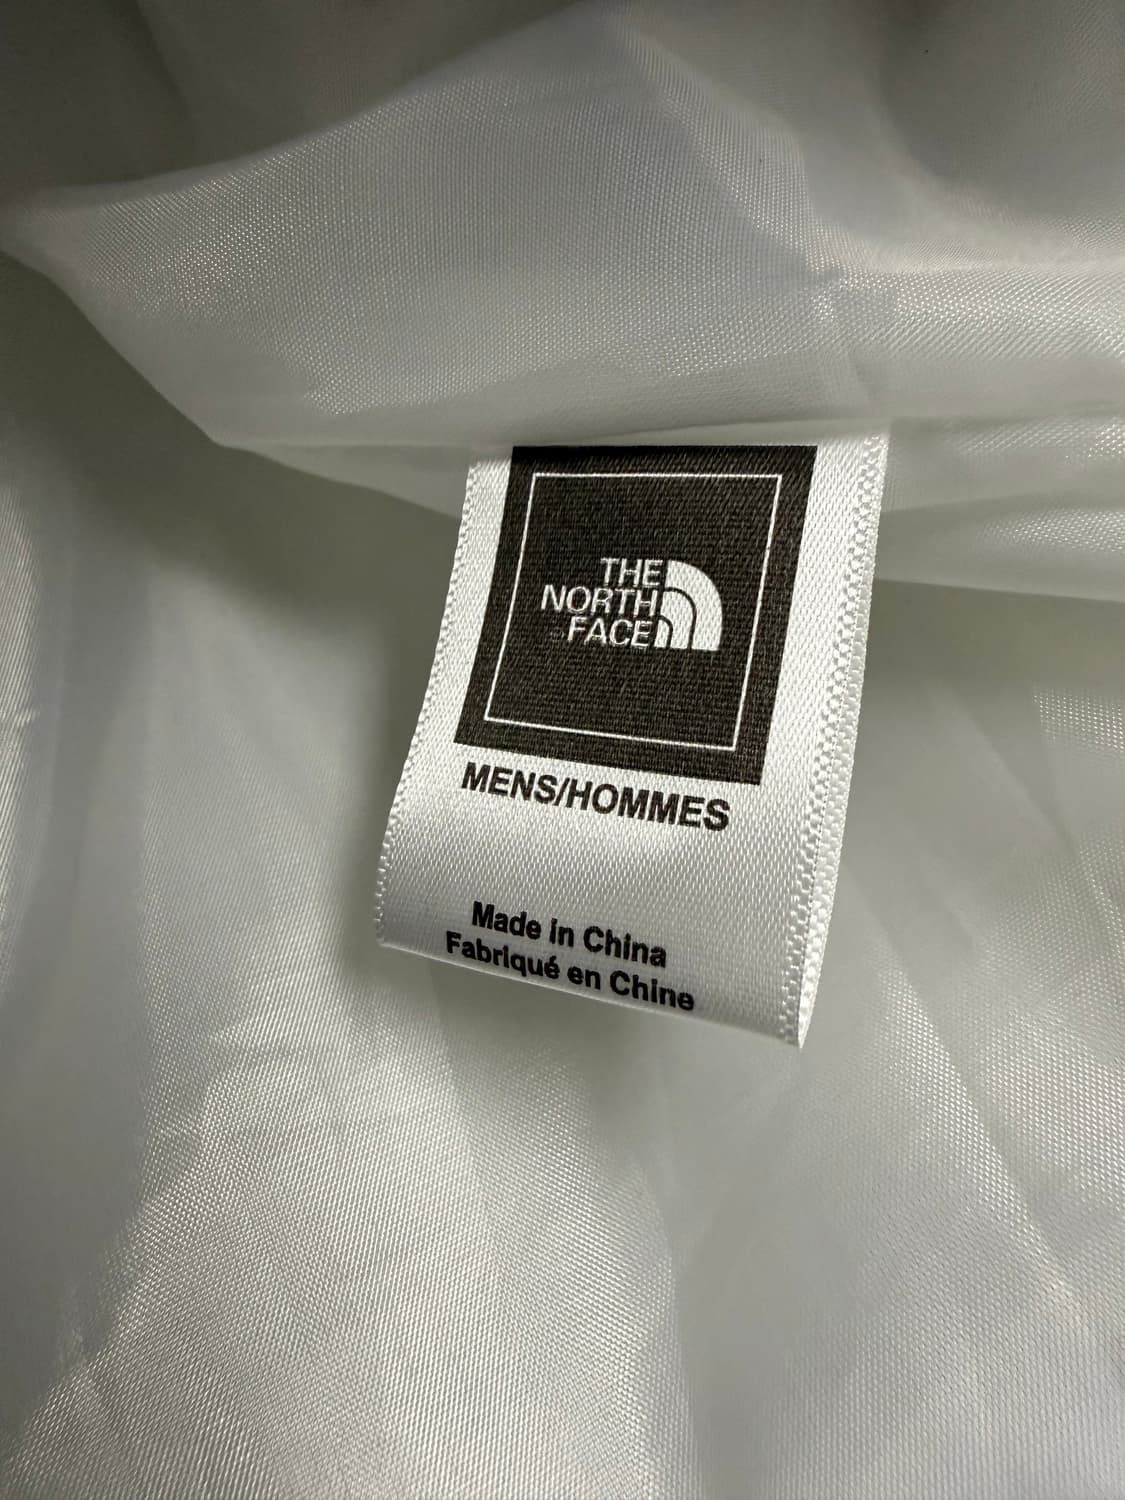 THE
NORTH
FACE
MENS/HOMMES
Made in China
Fabriqué en Chine